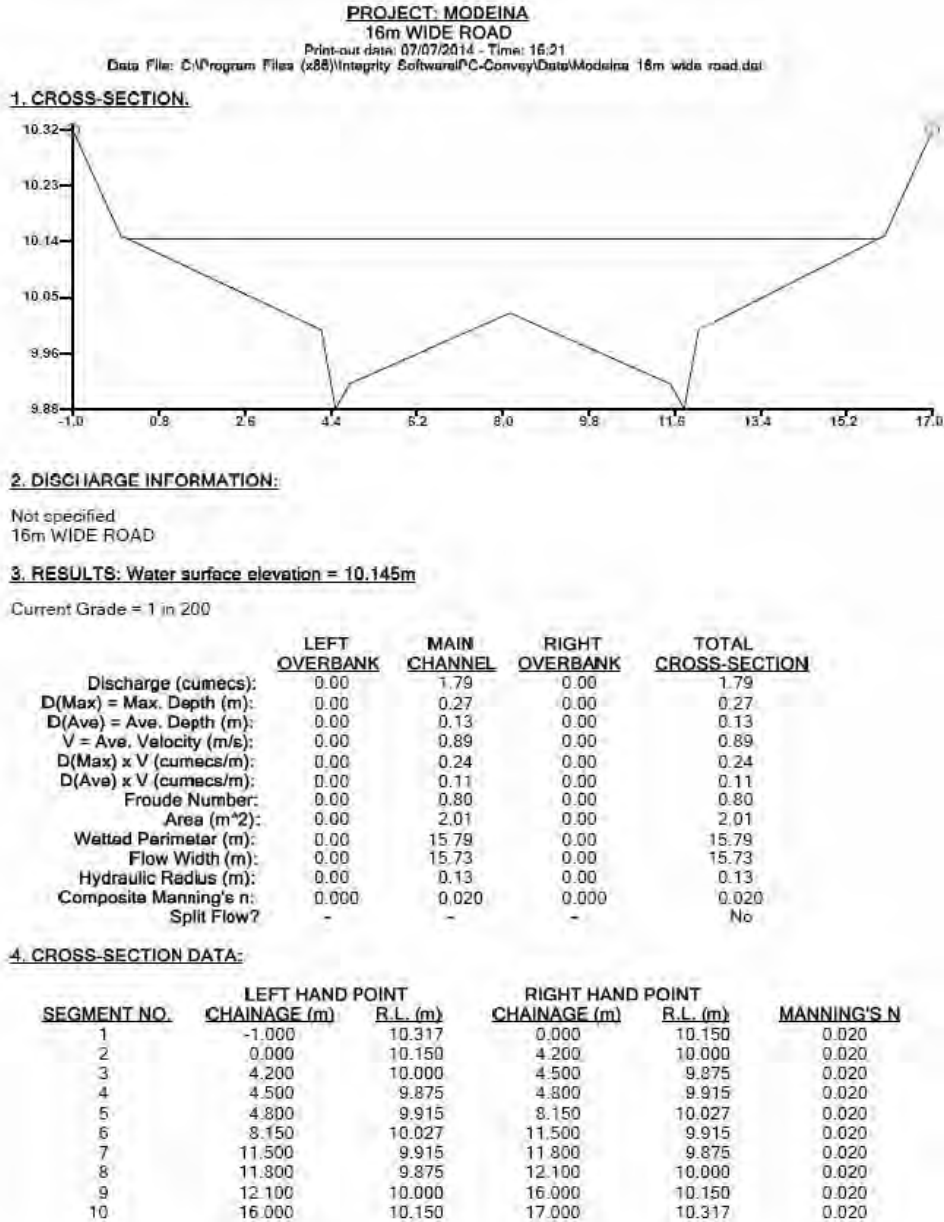 PROJECT: MODEINA
16m WIDE ROAD
Print-out date: 07/07/2014 - Time: 16:21
Data File: C:\Program Files (x86)\Integrity Software\PC-Convey\Data\Modeina 16m wide road.dat
1. CROSS-SECTION.
10.32
10.23
10.14
10.05
9.96
9.88
-1.0 0.8 2.6 4.4 6.2 8.0 9.8 11.6 13.4 15.2 17.0
2. DISCHARGE INFORMATION:
Not specified
16m WIDE ROAD
3. RESULTS: Water surface elevation = 10.145m
Current Grade = 1 in 200
LEFT MAIN RIGHT TOTAL
OVERBANK CHANNEL OVERBANK CROSS-SECTION
Discharge (cumecs): 0.00 1.79 0.00 1.79
D(Max) = Max. Depth (m): 0.00 0.27 0.00 0.27
D(Ave) = Ave. Depth (m): 0.00 0.13 0.00 0.13
V = Ave. Velocity (m/s): 0.00 0.89 0.00 0.89
D(Max) x V (cumecs/m): 0.00 0.24 0.00 0.24
D(Ave) x V (cumecs/m): 0.00 0.11 0.00 0.11
Froude Number: 0.00 0.80 0.00 0.80
Area (m^2): 0.00 2.01 0.00 2.01
Wetted Perimeter (m): 0.00 15.79 0.00 15.79
Flow Width (m): 0.00 15.73 0.00 15.73
Hydraulic Radius (m): 0.00 0.13 0.00 0.13
Composite Manning's n: 0.000 0.020 0.000 0.020
Split Flow? - - - No
4. CROSS-SECTION DATA:
LEFT HAND POINT RIGHT HAND POINT
SEGMENT NO. CHAINAGE (m) R.L. (m) CHAINAGE (m) R.L. (m) MANNING'S N
1 -1.000 10.317 0.000 10.150 0.020
2 0.000 10.150 4.200 10.000 0.020
3 4.200 10.000 4.500 9.875 0.020
4 4.500 9.875 4.800 9.915 0.020
5 4.800 9.915 8.150 10.027 0.020
6 8.150 10.027 11.500 9.915 0.020
7 11.500 9.915 11.800 9.875 0.020
8 11.800 9.875 12.100 10.000 0.020
9 12.100 10.000 16.000 10.150 0.020
10 16.000 10.150 17.000 10.317 0.020